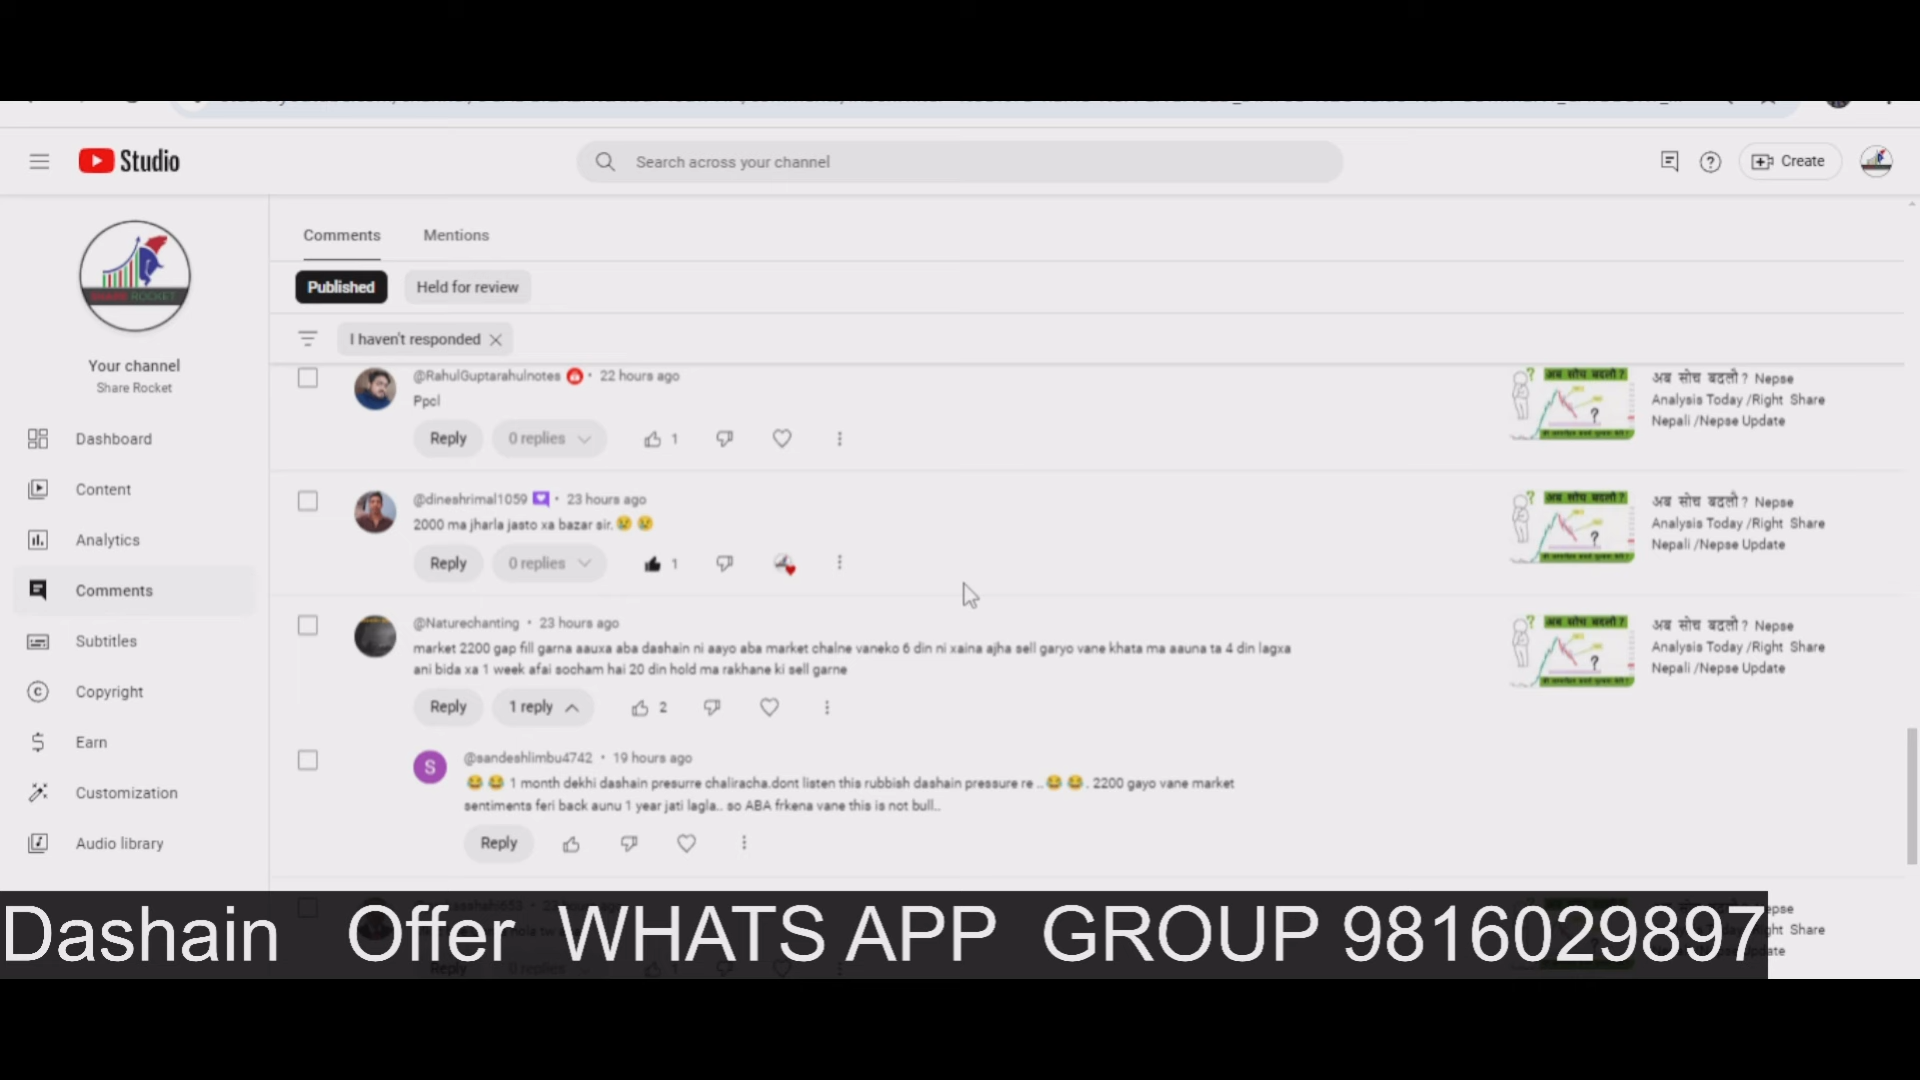 Studio
Search across your channel
Create
Comments
Mentions
Published
Held for review
I haven't responded
Your channel
Share Rocket
Dashboard
Content
Analytics
Comments
Subtitles
Copyright
Earn
Customization
Audio library
@RahulGuptarahulnotes • 22 hours ago
Ppcl
Reply 0 replies 1
अब सोच बदलौ ? Nepse
Analysis Today /Right Share
Nepali /Nepse Update
@dineshrimal1059 • 23 hours ago
2000 ma jharla jasto xa bazar sir.😢 😢
Reply 0 replies 1
अब सोच बदलौ ? Nepse
Analysis Today /Right Share
Nepali /Nepse Update
@Naturechanting • 23 hours ago
market 2200 gap fill garna aauxa aba dashain ni aayo aba market chalne vaneko 6 din ni xaina ajha sell garyo vane khata ma aauna ta 4 din lagxa
ani bida xa 1 week afai socham hai 20 din hold ma rakhane ki sell garne
Reply 1 reply 2
अब सोच बदलौ ? Nepse
Analysis Today /Right Share
Nepali /Nepse Update
S
@sandeshlimbu4742 • 19 hours ago
😂 😂 1 month dekhi dashain presurre chaliracha.dont listen this rubbish dashain pressure re ..😂 😂. 2200 gayo vane market
sentiments feri back aunu 1 year jati lagla.. so ABA frkena vane this is not bull..
Reply
Dashain Offer WHATS APP GROUP 9816029897